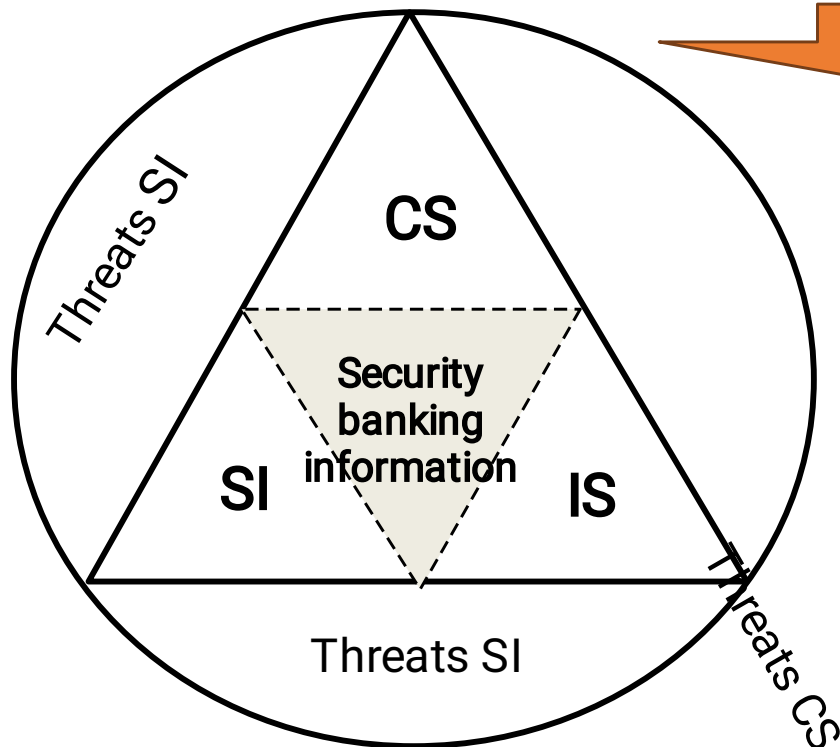 Threats SI
CS
Security
banking
information
SI
IS
Threats SI
Threats CS